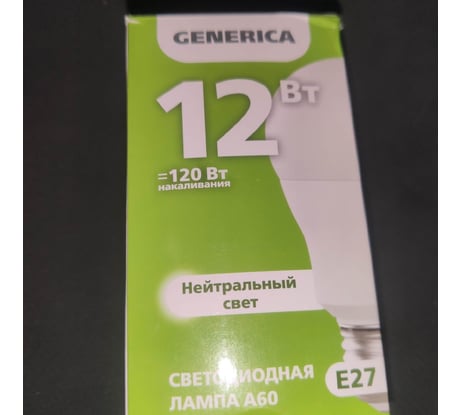 GENERICA
12 Вт
=120 Вт
накаливания
Нейтральный
свет
СВЕТОДИОДНАЯ
ЛАМПА А60
E27